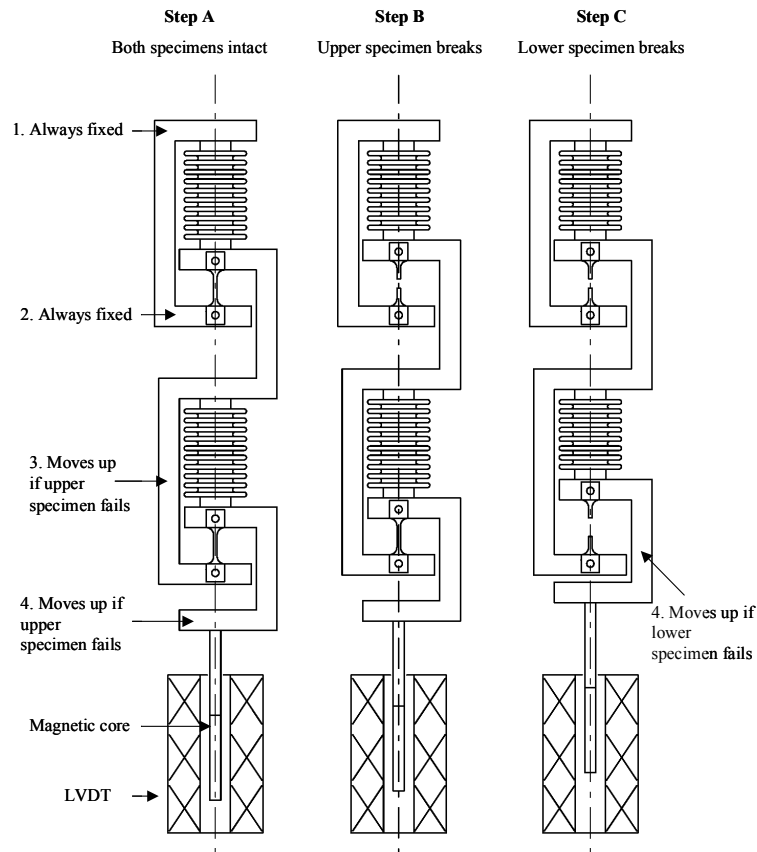 Step A
Both specimens intact
Step B
Upper specimen breaks
Step C
Lower specimen breaks
1. Always fixed
2. Always fixed
3. Moves up
if upper
specimen fails
4. Moves up if
upper
specimen fails
4. Moves up if
lower
specimen fails
Magnetic core
LVDT